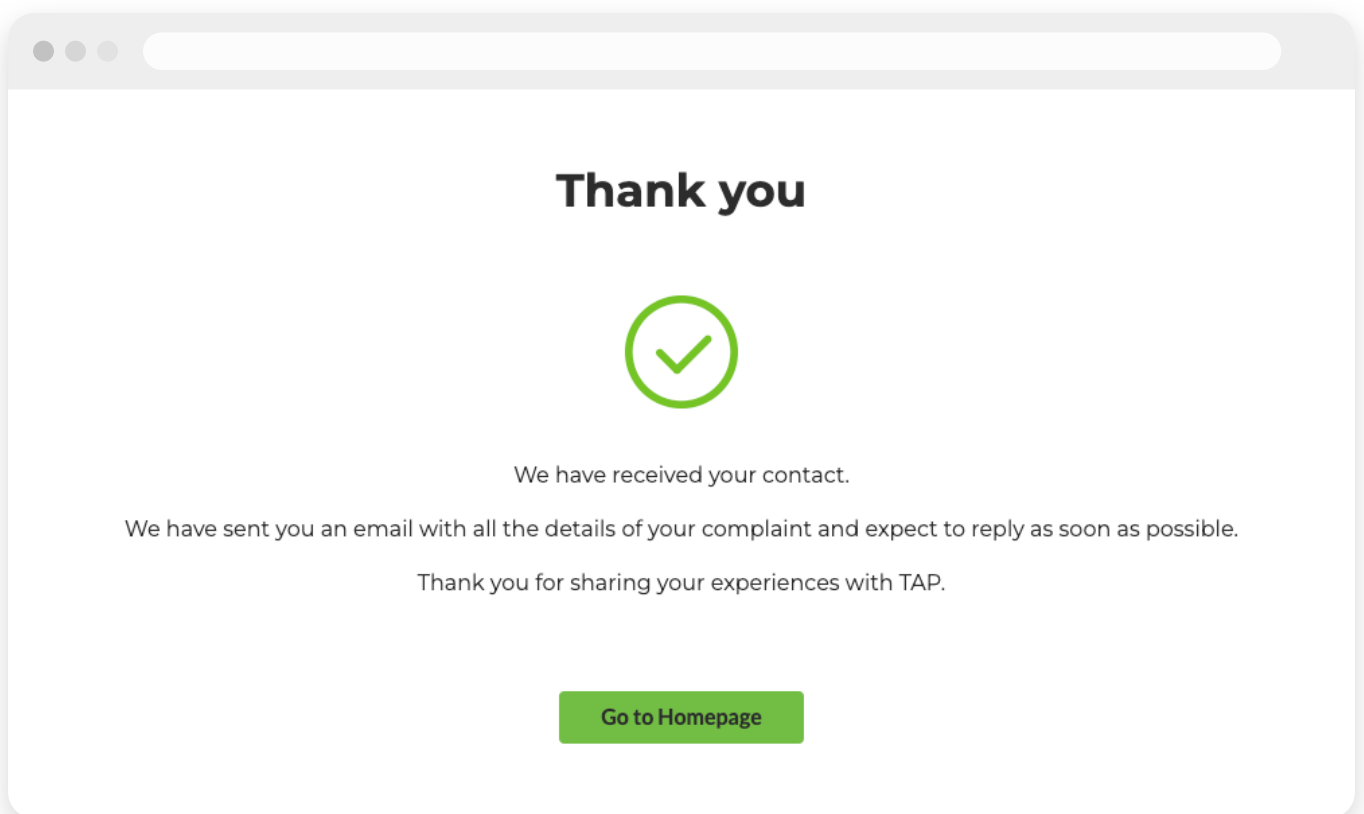 Thank you
We have received your contact.
We have sent you an email with all the details of your complaint and expect to reply as soon as possible.
Thank you for sharing your experiences with TAP.
Go to Homepage